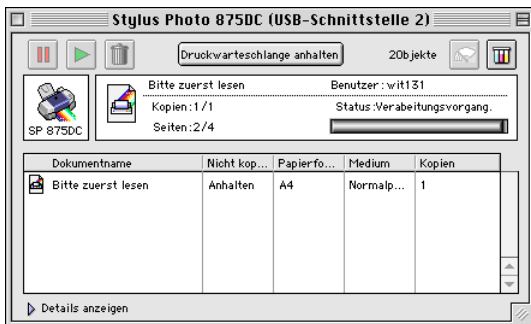 Stylus Photo 875DC (USB-Schnittstelle 2)
Druckwarteschlange anhalten
20bjekte
SP 875DC
Bitte zuerst lesen
Benutzer : wit131
Kopien:1/1
Status :Verabeitungsvorgang.
Seiten:2/4
Dokumentname Nicht kop... Papierfo... Medium Kopien
Bitte zuerst lesen Anhalten A4 Normalp... 1
Details anzeigen